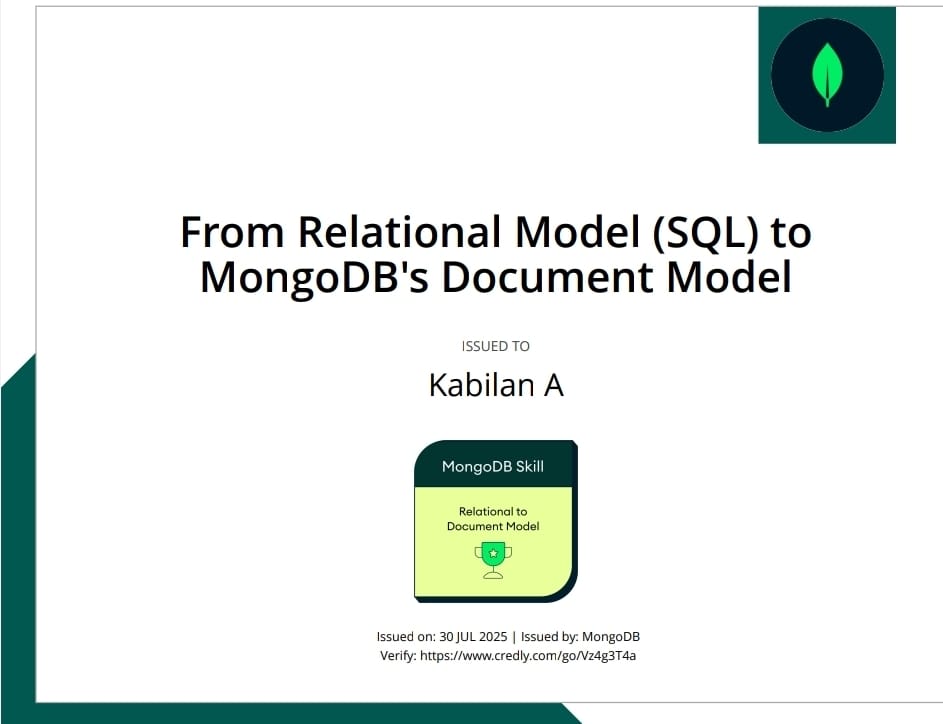 From Relational Model (SQL) to
MongoDB's Document Model
ISSUED TO
Kabilan A
MongoDB Skill
Relational to
Document Model
Issued on: 30 JUL 2025 | Issued by: MongoDB
Verify: https://www.credly.com/go/Vz4g3T4a